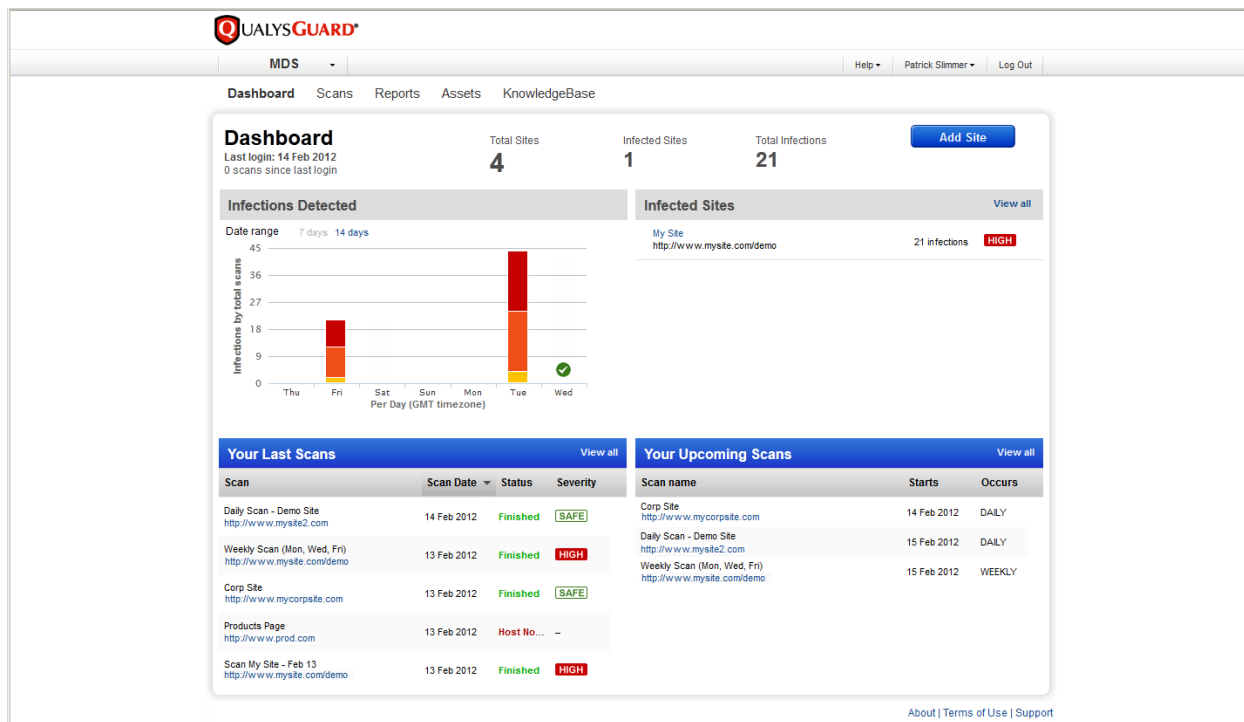 QUALYSGUARD®
MDS
Help
Patrick Slimmer
Log Out
Dashboard Scans Reports Assets KnowledgeBase
Dashboard
Last login: 14 Feb 2012
0 scans since last login
Total Sites
4
Infected Sites
1
Total Infections
21
Add Site
Infections Detected
Date range 7 days 14 days
Infections by total scans
45
36
27
18
9
0
Thu Fri Sat Sun Mon Tue Wed
Per Day (GMT timezone)
Infected Sites View all
My Site
http://www.mysite.com/demo
21 infections HIGH
Your Last Scans View all
Scan Scan Date Status Severity
Daily Scan - Demo Site
http://www.mysite2.com
14 Feb 2012 Finished SAFE
Weekly Scan (Mon, Wed, Fri)
http://www.mysite.com/demo
13 Feb 2012 Finished HIGH
Corp Site
http://www.mycorpsite.com
13 Feb 2012 Finished SAFE
Products Page
http://www.prod.com
13 Feb 2012 Host No... –
Scan My Site - Feb 13
http://www.mysite.com/demo
13 Feb 2012 Finished HIGH
Your Upcoming Scans View all
Scan name Starts Occurs
Corp Site
http://www.mycorpsite.com
14 Feb 2012 DAILY
Daily Scan - Demo Site
http://www.mysite2.com
15 Feb 2012 DAILY
Weekly Scan (Mon, Wed, Fri)
http://www.mysite.com/demo
15 Feb 2012 WEEKLY
About | Terms of Use | Support